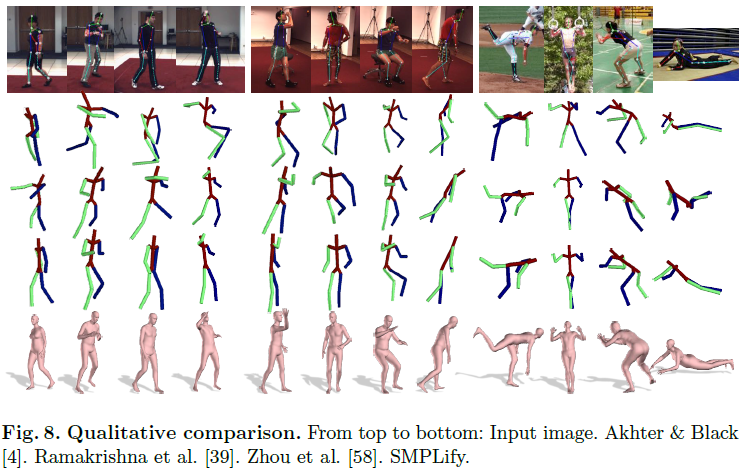 Fig. 8. Qualitative comparison. From top to bottom: Input image. Akhter & Black
[4]. Ramakrishna et al. [39]. Zhou et al. [58]. SMPLify.